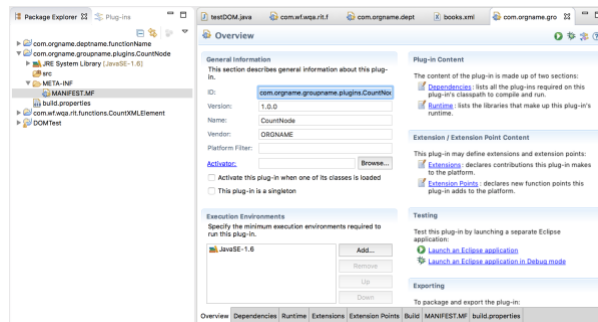 Package Explorer
Plug-ins
com.orgname.deptname.functionName
com.orgname.groupname.plugins.CountNode
JRE System Library [JavaSE-1.6]
src
META-INF
MANIFEST.MF
build.properties
com.wf.wqa.rit.functions.CountXMLElement
DOMTest
testDOM.java
com.wf.wqa.rit.f
com.orgname.dept
books.xml
com.orgname.gro
Overview
General Information
This section describes general information about this plug-
in.
ID: com.orgname.groupname.plugins.CountNod
Version: 1.0.0
Name: CountNode
Vendor: ORGNAME
Platform Filter:
Activator: Browse...
Activate this plug-in when one of its classes is loaded
This plug-in is a singleton
Execution Environments
Specify the minimum execution environments required to
run this plug-in.
JavaSE-1.6
Add...
Remove
Up
Down
Plug-in Content
The content of the plug-in is made up of two sections:
Dependencies : lists all the plug-ins required on this
plug-in's classpath to compile and run.
Runtime : lists the libraries that make up this plug-in's
runtime.
Extension / Extension Point Content
This plug-in may define extensions and extension points:
Extensions : declares contributions this plug-in makes
to the platform.
Extension Points : declares new function points this
plug-in adds to the platform.
Testing
Test this plug-in by launching a separate Eclipse
application:
Launch an Eclipse application
Launch an Eclipse application in Debug mode
Exporting
To package and export the plug-in:
Overview Dependencies Runtime Extensions Extension Points Build MANIFEST.MF build.properties